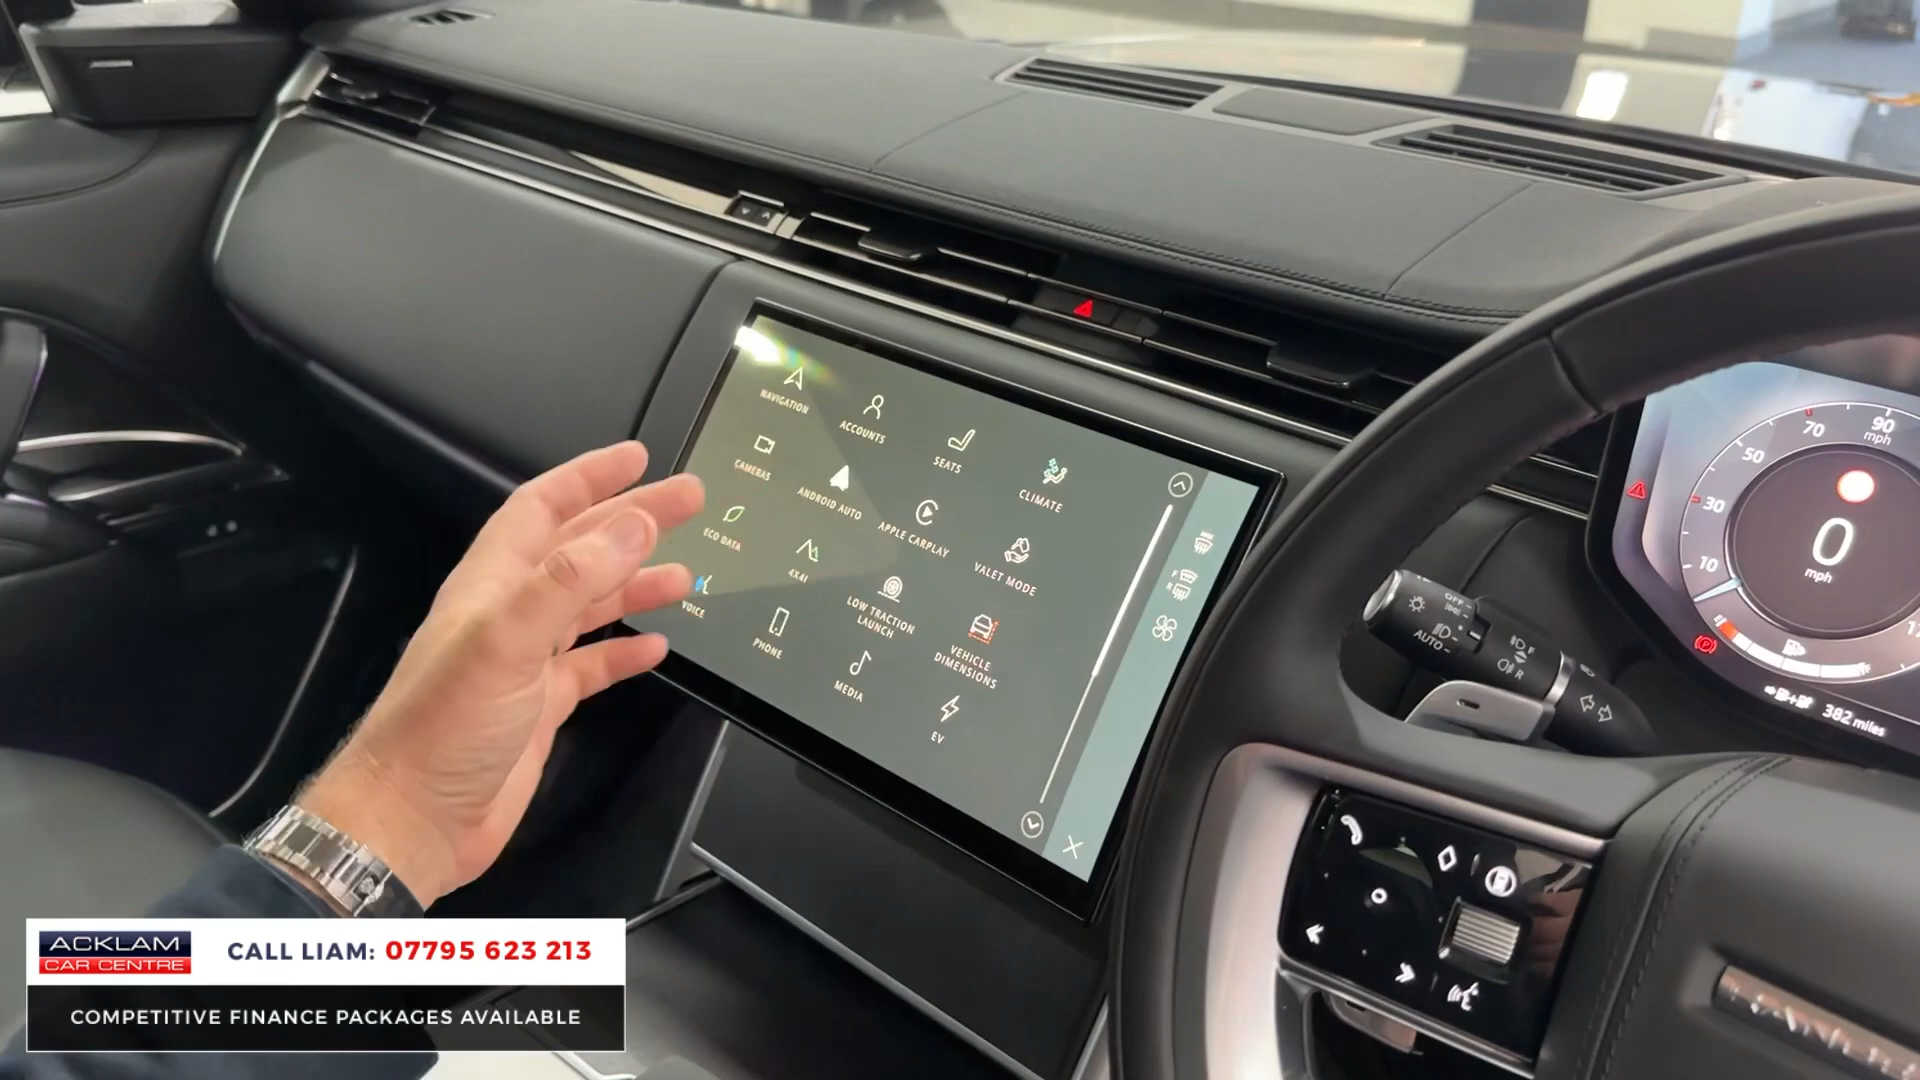 NAVIGATION
ACCOUNTS
SEATS
CLIMATE
CAMERAS
ANDROID AUTO
APPLE CARPLAY
VALET MODE
ECO DATA
4X4I
LOW TRACTION
LAUNCH
VEHICLE
DIMENSIONS
VOICE
PHONE
MEDIA
EV
MAX
F
R
10
30
50
70
90
mph
0
mph
382 miles
OFF
AUTO
F
R
ACKLAM
CAR CENTRE
CALL LIAM: 07795 623 213
COMPETITIVE FINANCE PACKAGES AVAILABLE